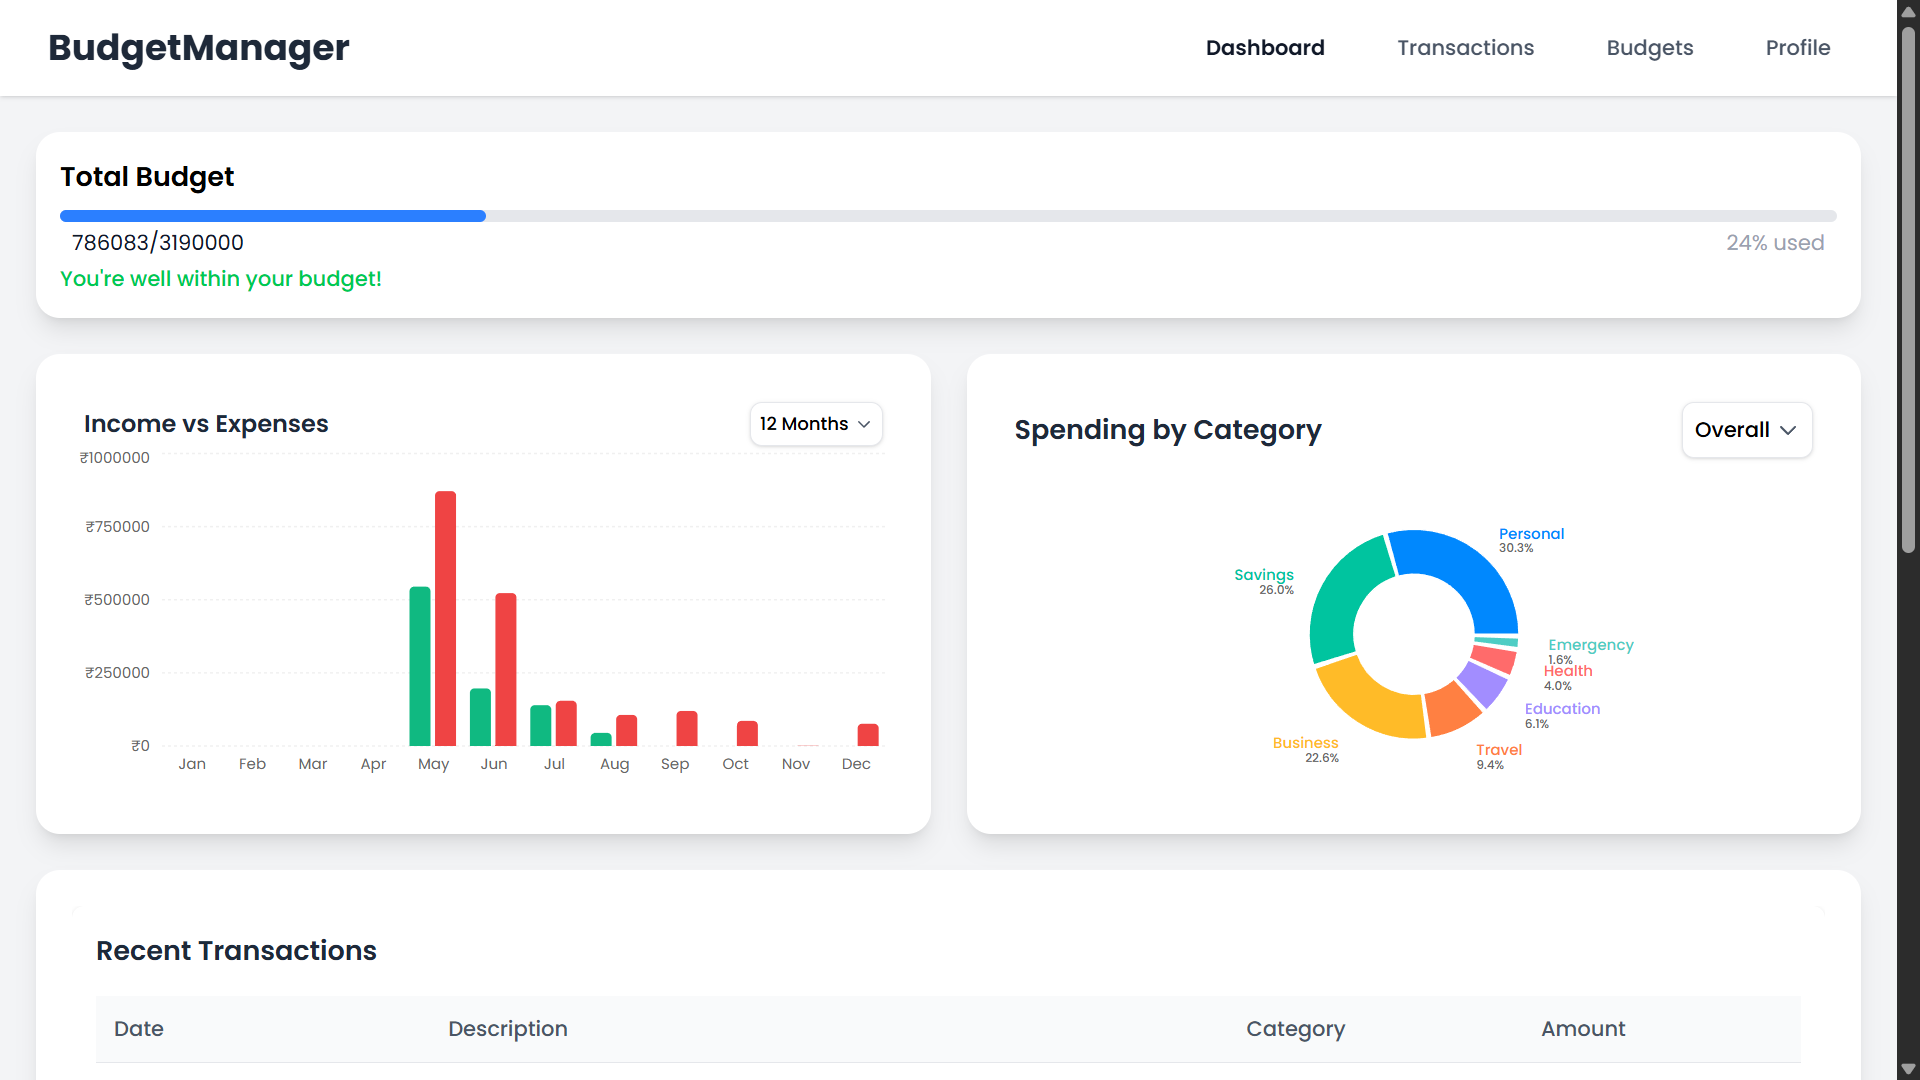 BudgetManager
Dashboard
Transactions
Budgets
Profile
Total Budget
786083/3190000
24% used
You're well within your budget!
Income vs Expenses
12 Months
₹1000000
₹750000
₹500000
₹250000
₹0
Jan
Feb
Mar
Apr
May
Jun
Jul
Aug
Sep
Oct
Nov
Dec
Spending by Category
Overall
Personal
30.3%
Savings
26.0%
Emergency
1.6%
Health
4.0%
Education
6.1%
Business
22.6%
Travel
9.4%
Recent Transactions
Date
Description
Category
Amount